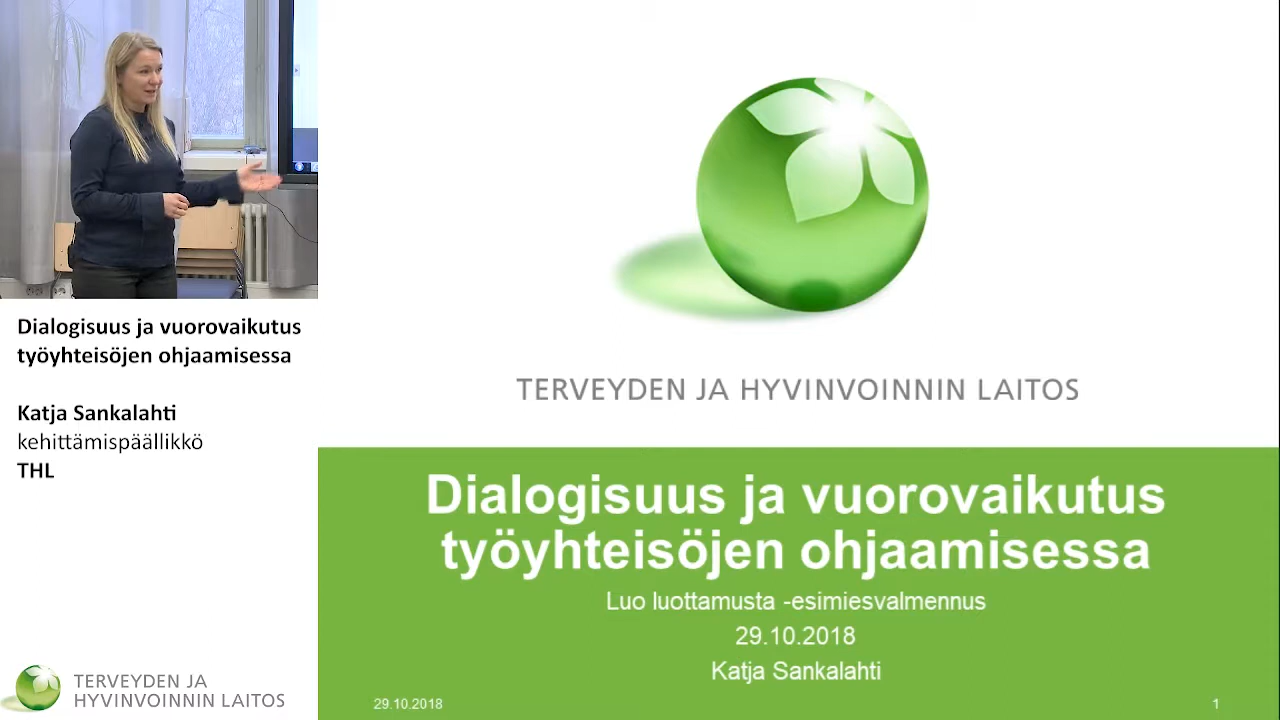 Dialogisuus ja vuorovaikutus
työyhteisöjen ohjaamisessa
Katja Sankalahti
kehittämispäällikkö
THL
TERVEYDEN JA
HYVINVOINNIN LAITOS
TERVEYDEN JA HYVINVOINNIN LAITOS
Dialogisuus ja vuorovaikutus
työyhteisöjen ohjaamisessa
Luo luottamusta -esimiesvalmennus
29.10.2018
Katja Sankalahti
29.10.2018
1